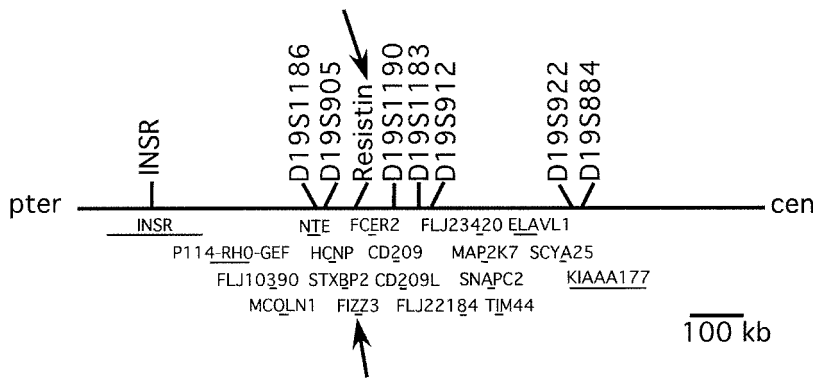 INSR D19S1186 D19S905 Resistin D19S1190 D19S1183 D19S912 D19S922 D19S884
pter cen
INSR NTE FCER2 FLJ23420 ELAVL1
P114-RHO-GEF HCNP CD209 MAP2K7 SCYA25
FLJ10390 STXBP2 CD209L SNAPC2 KIAAA177
MCOLN1 FIZZ3 FLJ22184 TIM44
100 kb